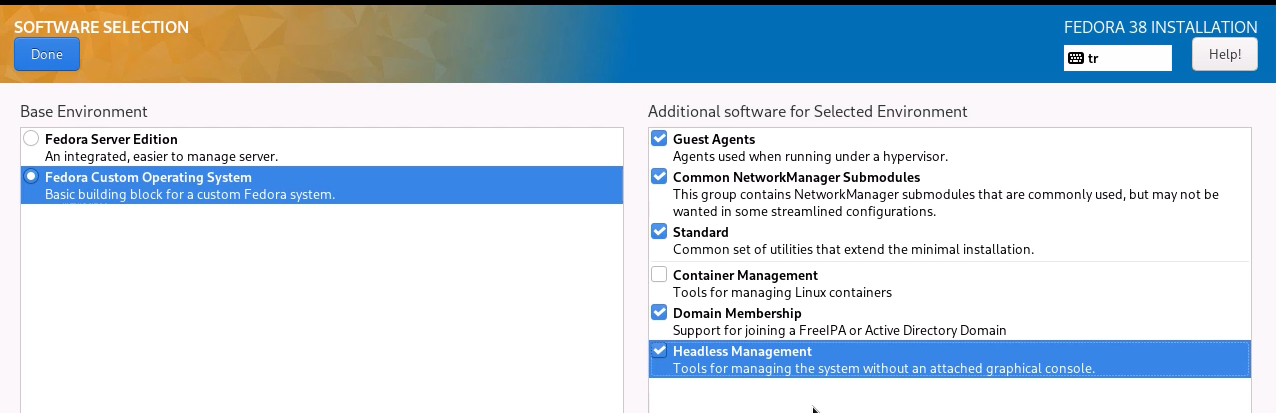 SOFTWARE SELECTION
FEDORA 38 INSTALLATION
Done
tr
Help!
Base Environment
Fedora Server Edition
An integrated, easier to manage server.
Fedora Custom Operating System
Basic building block for a custom Fedora system.
Additional software for Selected Environment
Guest Agents
Agents used when running under a hypervisor.
Common NetworkManager Submodules
This group contains NetworkManager submodules that are commonly used, but may not be
wanted in some streamlined configurations.
Standard
Common set of utilities that extend the minimal installation.
Container Management
Tools for managing Linux containers
Domain Membership
Support for joining a FreeIPA or Active Directory Domain
Headless Management
Tools for managing the system without an attached graphical console.